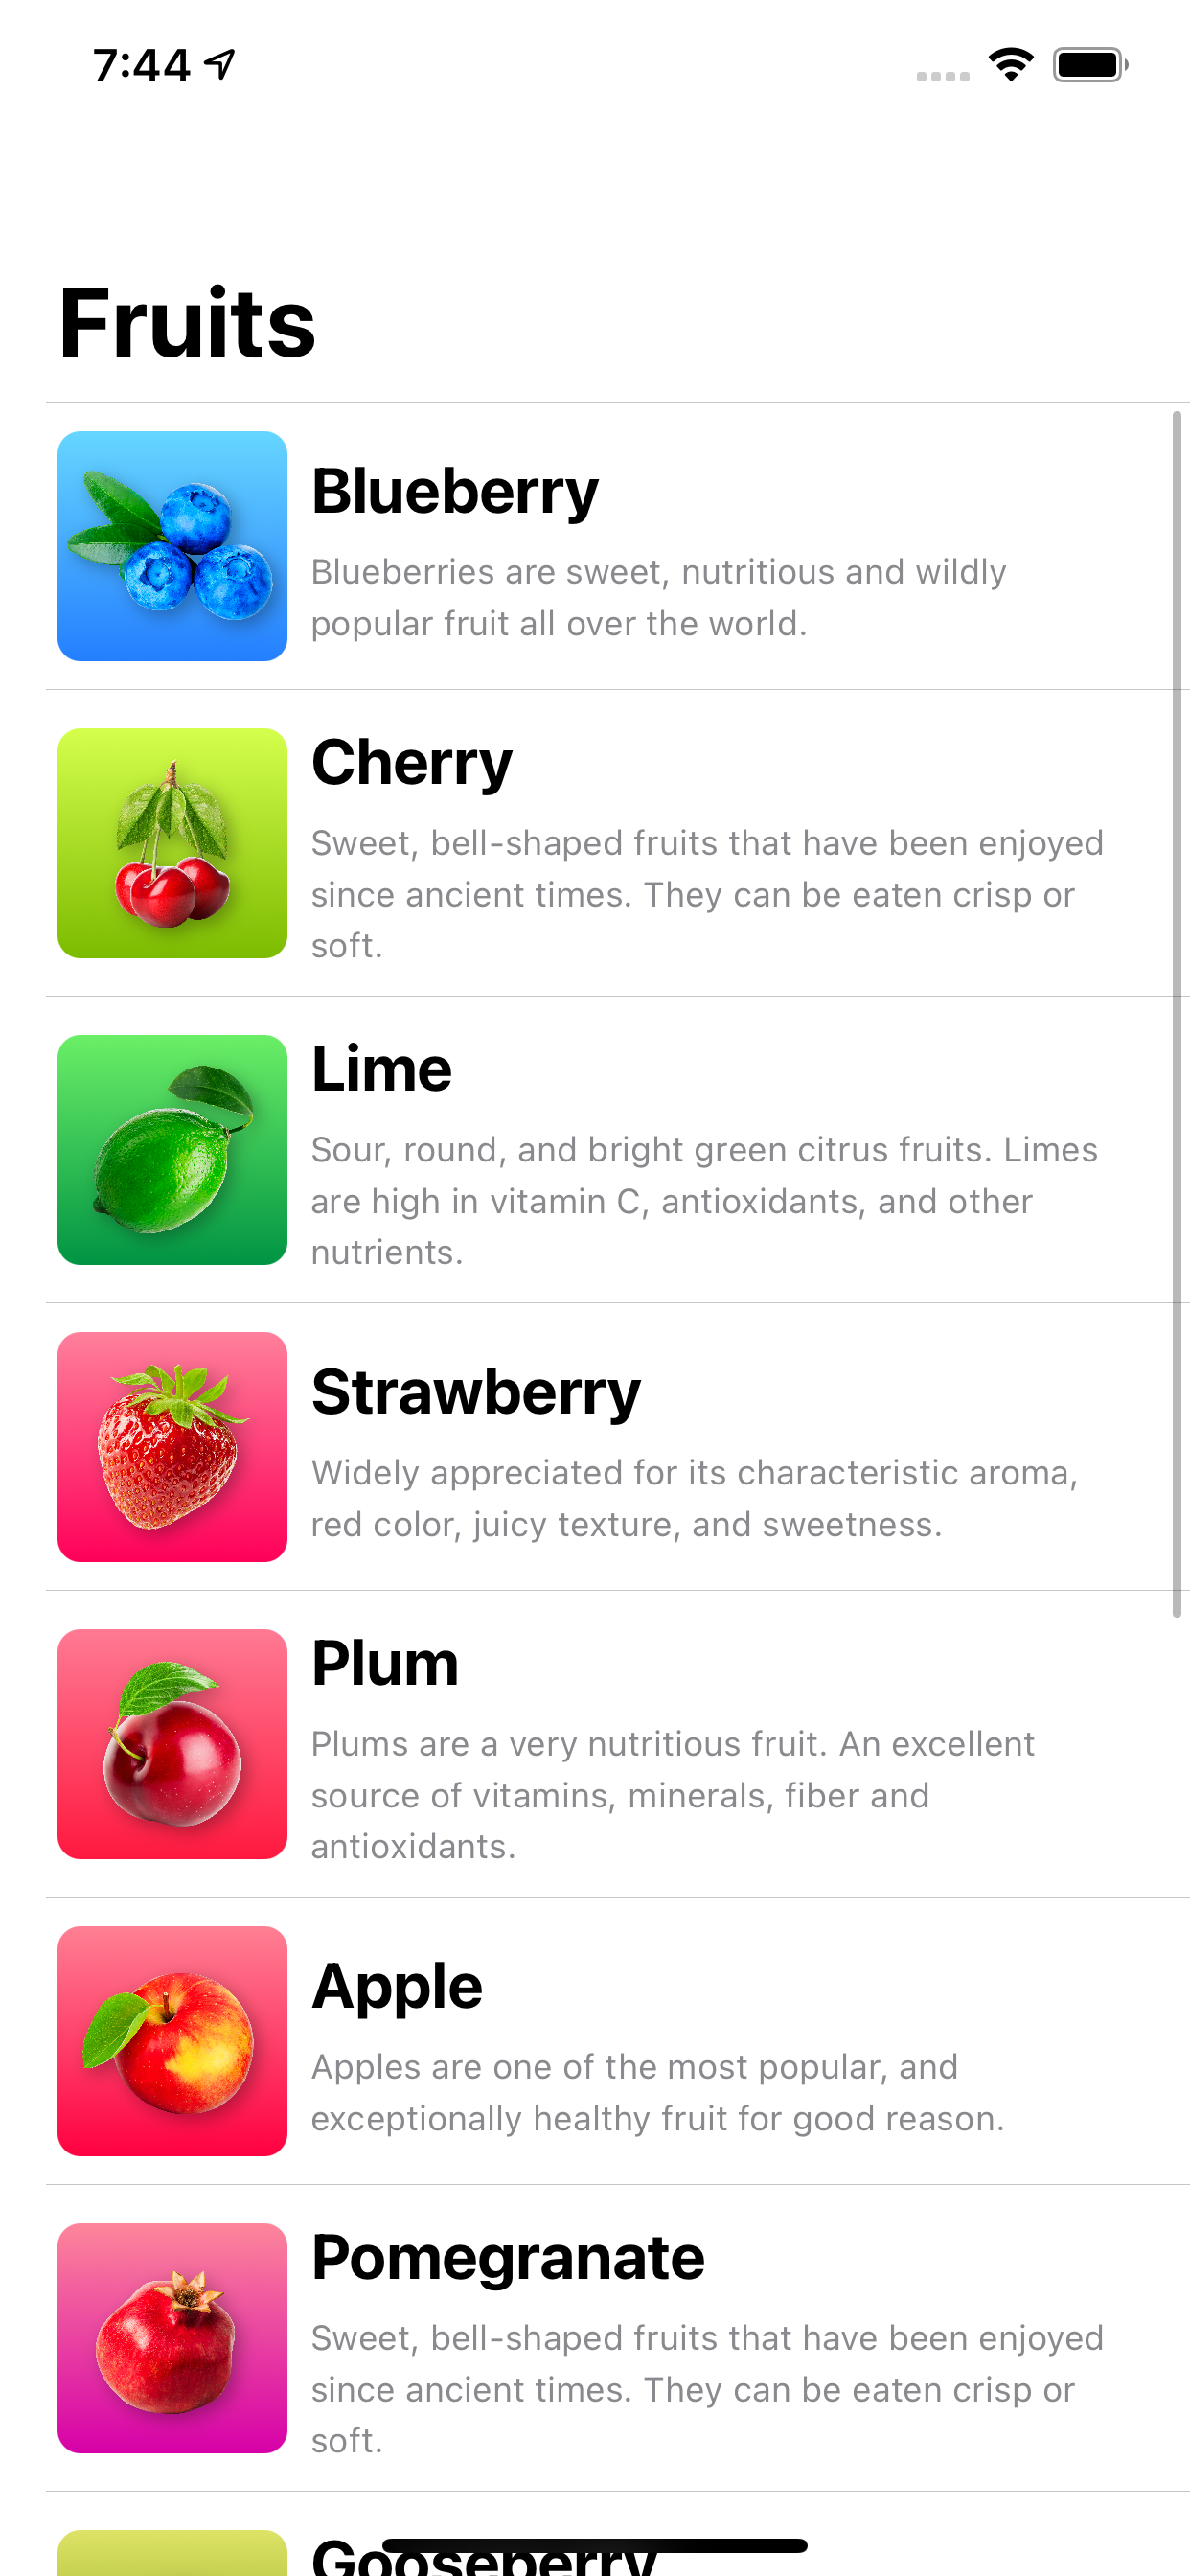 7:44
Fruits
Blueberry
Blueberries are sweet, nutritious and wildly
popular fruit all over the world.
Cherry
Sweet, bell-shaped fruits that have been enjoyed
since ancient times. They can be eaten crisp or
soft.
Lime
Sour, round, and bright green citrus fruits. Limes
are high in vitamin C, antioxidants, and other
nutrients.
Strawberry
Widely appreciated for its characteristic aroma,
red color, juicy texture, and sweetness.
Plum
Plums are a very nutritious fruit. An excellent
source of vitamins, minerals, fiber and
antioxidants.
Apple
Apples are one of the most popular, and
exceptionally healthy fruit for good reason.
Pomegranate
Sweet, bell-shaped fruits that have been enjoyed
since ancient times. They can be eaten crisp or
soft.
Gooseberry